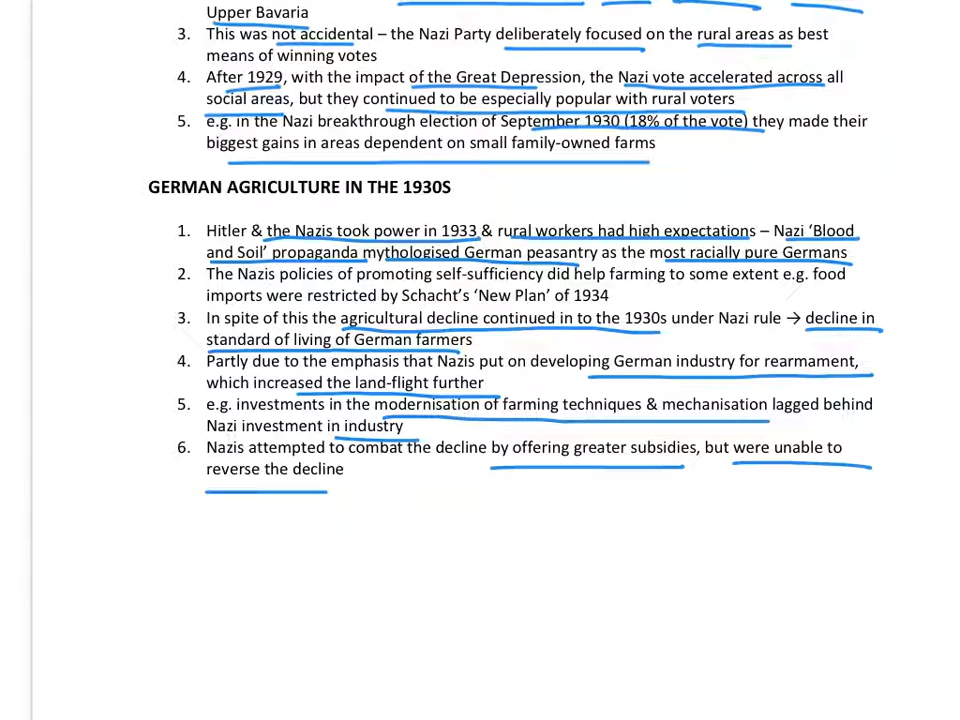 Upper Bavaria
3. This was not accidental – the Nazi Party deliberately focused on the rural areas as best
means of winning votes
4. After 1929, with the impact of the Great Depression, the Nazi vote accelerated across all
social areas, but they continued to be especially popular with rural voters
5. e.g. in the Nazi breakthrough election of September 1930 (18% of the vote) they made their
biggest gains in areas dependent on small family-owned farms
GERMAN AGRICULTURE IN THE 1930S
1. Hitler & the Nazis took power in 1933 & rural workers had high expectations – Nazi ‘Blood
and Soil’ propaganda mythologised German peasantry as the most racially pure Germans
2. The Nazis policies of promoting self-sufficiency did help farming to some extent e.g. food
imports were restricted by Schacht’s ‘New Plan’ of 1934
3. In spite of this the agricultural decline continued in to the 1930s under Nazi rule → decline in
standard of living of German farmers
4. Partly due to the emphasis that Nazis put on developing German industry for rearmament,
which increased the land-flight further
5. e.g. investments in the modernisation of farming techniques & mechanisation lagged behind
Nazi investment in industry
6. Nazis attempted to combat the decline by offering greater subsidies, but were unable to
reverse the decline